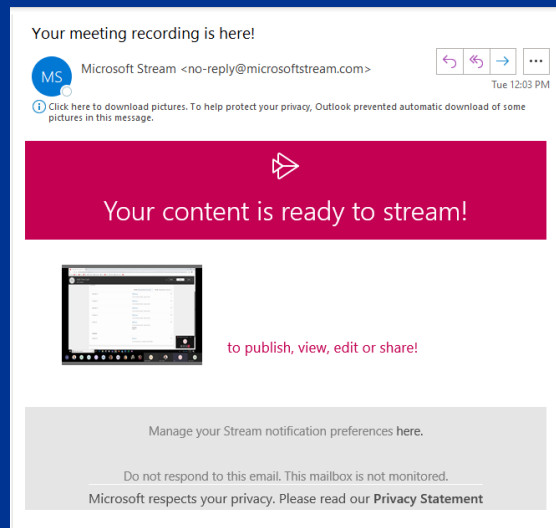 Your meeting recording is here!
MS
Microsoft Stream <no-reply@microsoftstream.com>
Tue 12:03 PM
Click here to download pictures. To help protect your privacy, Outlook prevented automatic download of some
pictures in this message.
Your content is ready to stream!
to publish, view, edit or share!
Manage your Stream notification preferences here.
Do not respond to this email. This mailbox is not monitored.
Microsoft respects your privacy. Please read our Privacy Statement